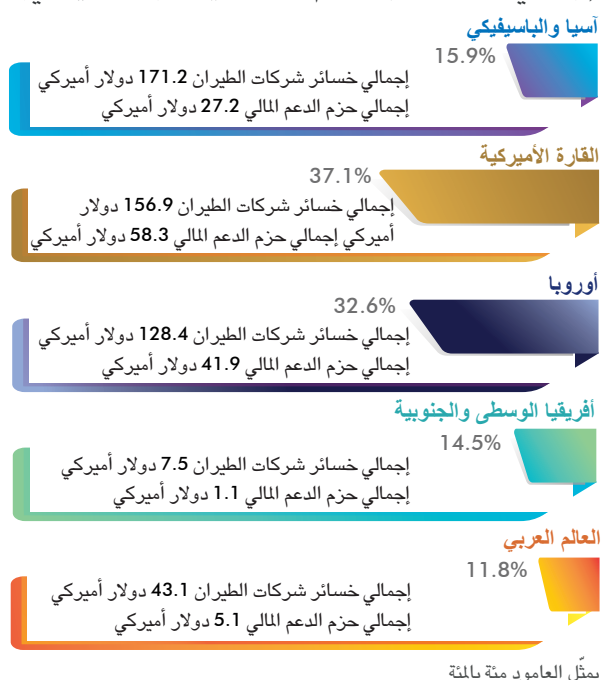 آسيا والباسيفيكي
15.9%
إجمالي خسائر شركات الطيران 171.2 دولار أميركي
إجمالي حزم الدعم المالي 27.2 دولار أميركي
القارة الأميركية
37.1%
إجمالي خسائر شركات الطيران 156.9 دولار
أميركي إجمالي حزم الدعم المالي 58.3 دولار أميركي
أوروبا
32.6%
إجمالي خسائر شركات الطيران 128.4 دولار أميركي
إجمالي حزم الدعم المالي 41.9 دولار أميركي
أفريقيا الوسطى والجنوبية
14.5%
إجمالي خسائر شركات الطيران 7.5 دولار أميركي
إجمالي حزم الدعم المالي 1.1 دولار أميركي
العالم العربي
11.8%
إجمالي خسائر شركات الطيران 43.1 دولار أميركي
إجمالي حزم الدعم المالي 5.1 دولار أميركي
يمثّل العامود مئة بالمئة